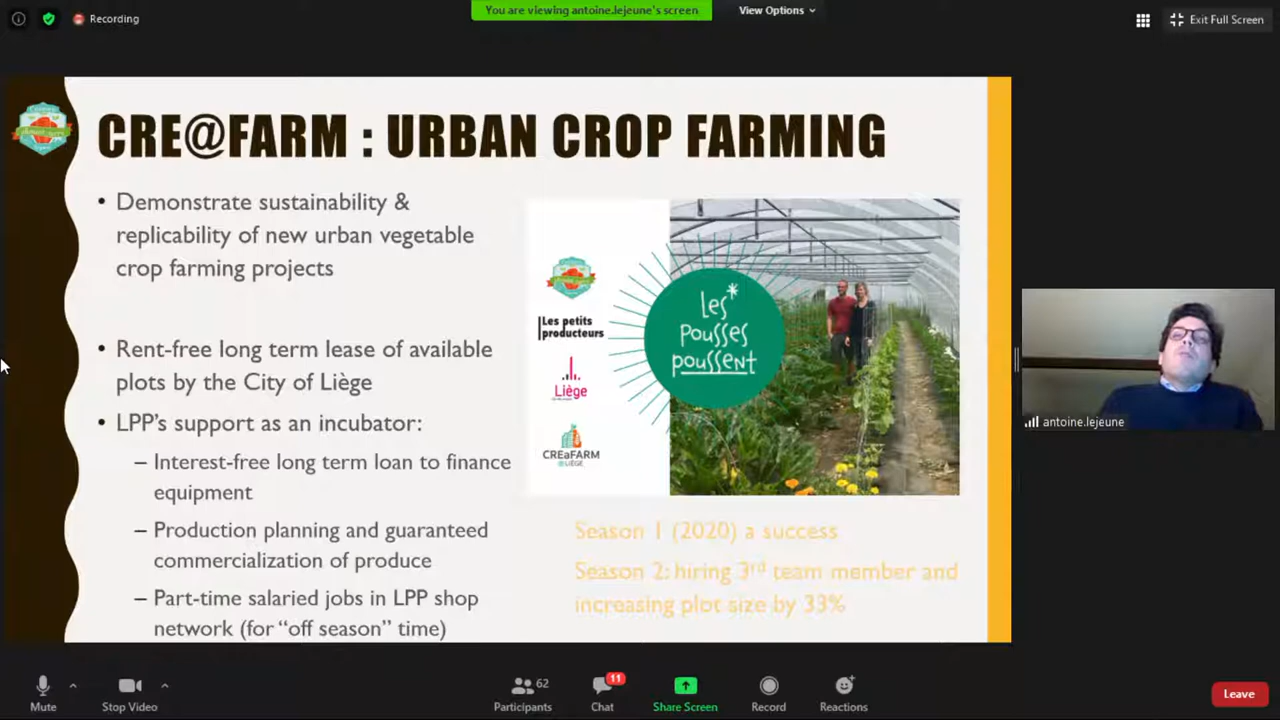 Recording
You are viewing antoine.lejeune's screen
View Options
Exit Full Screen
CRE@FARM : URBAN CROP FARMING
• Demonstrate sustainability &
replicability of new urban vegetable
crop farming projects
• Rent-free long term lease of available
plots by the City of Liège
• LPP's support as an incubator:
– Interest-free long term loan to finance
equipment
– Production planning and guaranteed
commercialization of produce
– Part-time salaried jobs in LPP shop
network (for "off season" time)
Les petits
producteurs
Liège
CREaFARM
@LIÈGE
Les*
Pousses
poussent
Season 1 (2020) a success
Season 2: hiring 3rd team member and
increasing plot size by 33%
antoine.lejeune
Mute
Stop Video
62
Participants
11
Chat
Share Screen
Record
Reactions
Leave